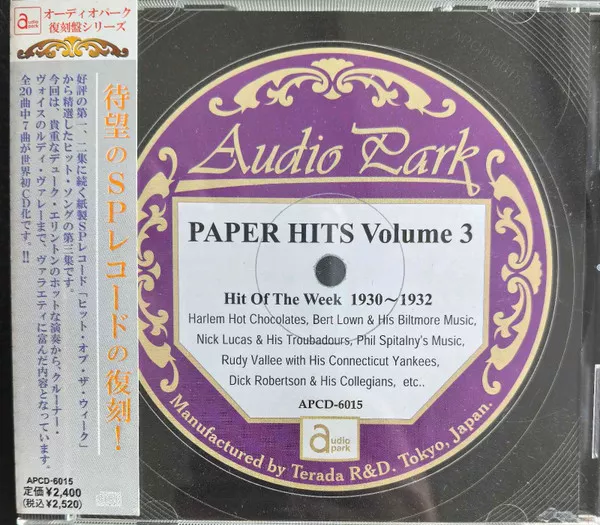 audio park
オーディオパーク
復刻盤シリーズ
待望のSPレコードの復刻!
好評の第一、二集に続く紙製SPレコード「ヒット・オブ・ザ・ウィーク」
から精選したヒット・ソングの第三集です。
今回は、貴重なデューク・エリントンのホットな演奏から、クルーナー・
ヴォイスのルディ・ヴァレーまで、ヴァラエティに富んだ内容となっています。
全20曲中7曲が世界初CD化です。!!
APCD-6015
定価¥2,400
(税込¥2,520)
Audio Park
PAPER HITS Volume 3
Hit Of The Week 1930～1932
Harlem Hot Chocolates, Bert Lown & His Biltmore Music,
Nick Lucas & His Troubadours, Phil Spitalny's Music,
Rudy Vallee with His Connecticut Yankees,
Dick Robertson & His Collegians, etc..
APCD-6015
audio park
Manufactured by Terada R&D. Tokyo, Japan.